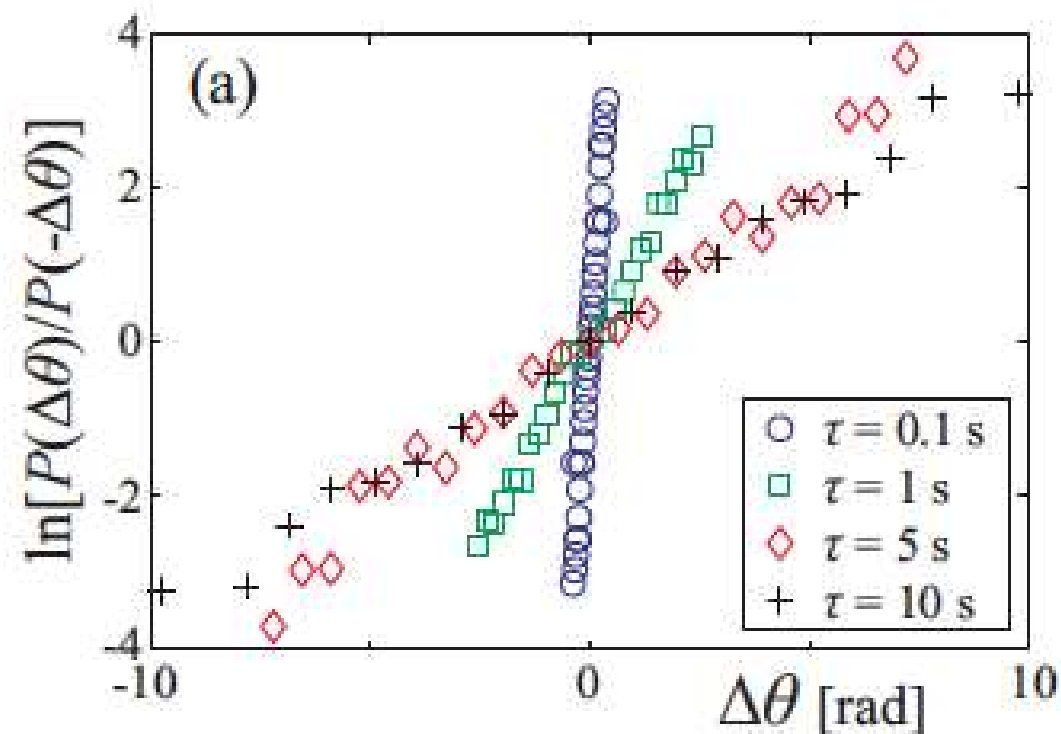 (a)
ln[P(Δθ)/P(-Δθ)]
4
2
0
-2
-4
-10
0
10
Δθ [rad]
τ = 0.1 s
τ = 1 s
τ = 5 s
τ = 10 s